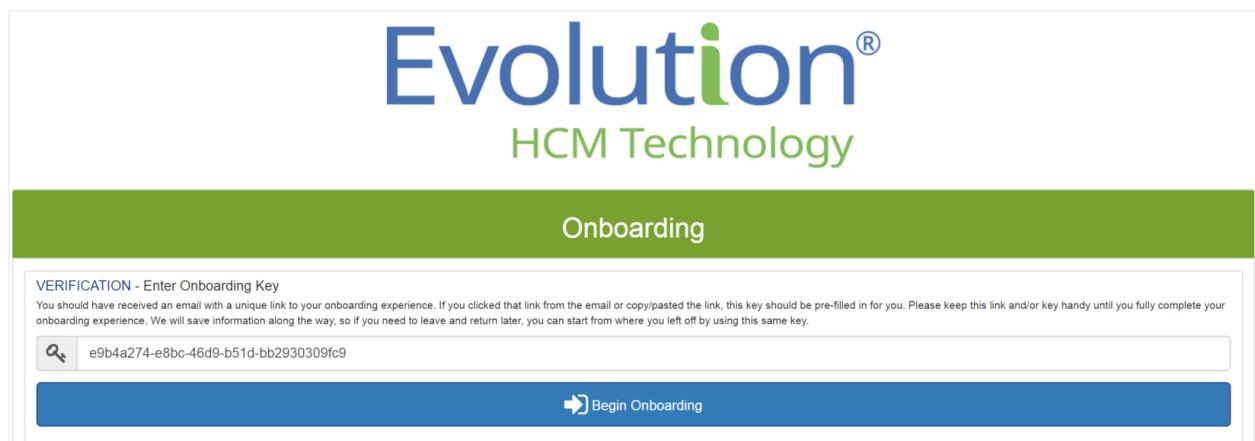 Evolution®
HCM Technology
Onboarding
VERIFICATION - Enter Onboarding Key
You should have received an email with a unique link to your onboarding experience. If you clicked that link from the email or copy/pasted the link, this key should be pre-filled in for you. Please keep this link and/or key handy until you fully complete your
onboarding experience. We will save information along the way, so if you need to leave and return later, you can start from where you left off by using this same key.
e9b4a274-e8bc-46d9-b51d-bb2930309fc9
Begin Onboarding